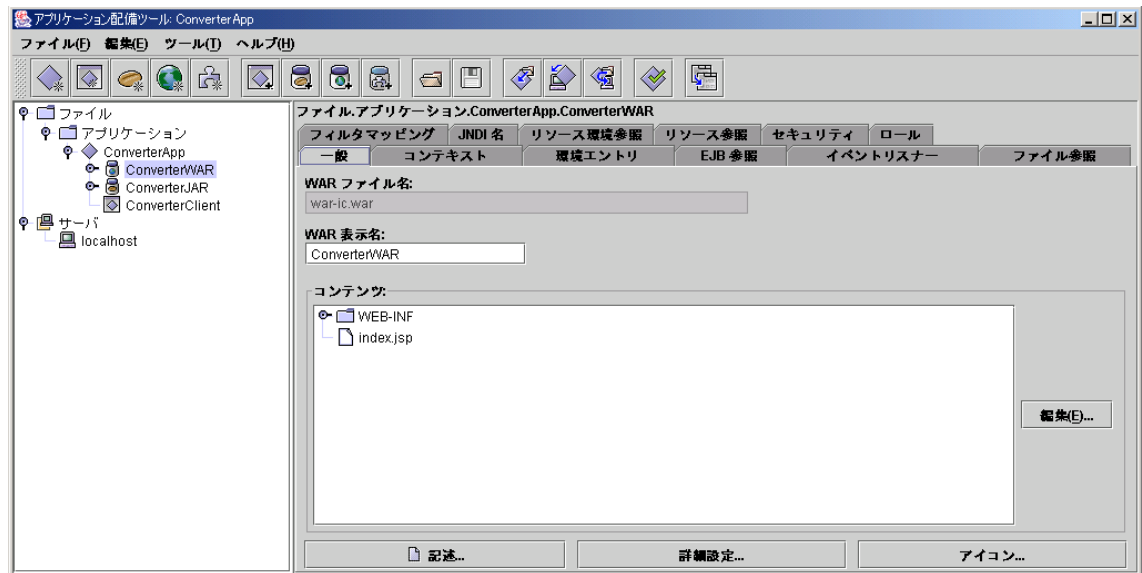 アプリケーション配備ツール: ConverterApp
ファイル(F) 編集(E) ツール(T) ヘルプ(H)
ファイル
アプリケーション
ConverterApp
ConverterWAR
ConverterJAR
ConverterClient
サーバ
localhost
ファイル.アプリケーション.ConverterApp.ConverterWAR
フィルタマッピング JNDI 名 リソース環境参照 リソース参照 セキュリティ ロール
一般 コンテキスト 環境エントリ EJB 参照 イベントリスナー ファイル参照
WAR ファイル名:
war-ic.war
WAR 表示名:
ConverterWAR
コンテンツ:
WEB-INF
index.jsp
編集(E)...
記述... 詳細設定... アイコン...